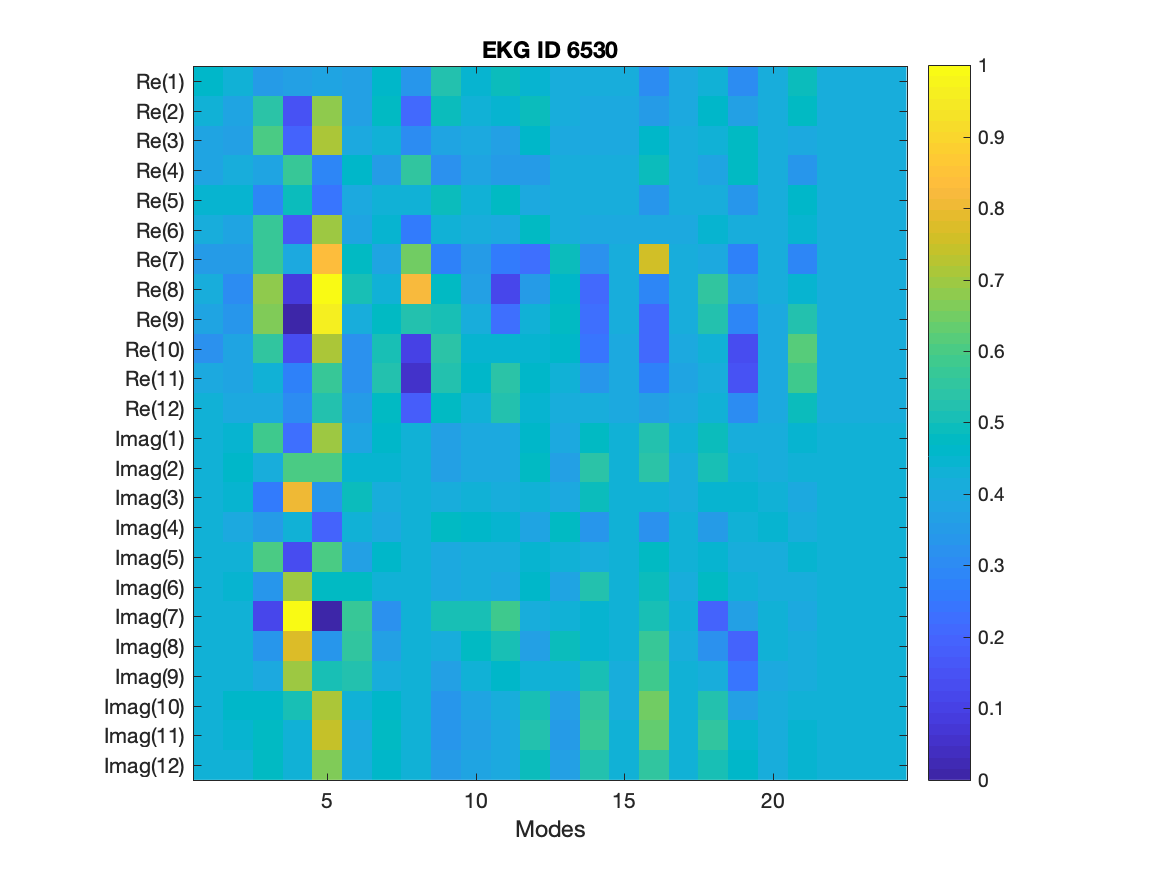 EKG ID 6530
Re(1)
Re(2)
Re(3)
Re(4)
Re(5)
Re(6)
Re(7)
Re(8)
Re(9)
Re(10)
Re(11)
Re(12)
Imag(1)
Imag(2)
Imag(3)
Imag(4)
Imag(5)
Imag(6)
Imag(7)
Imag(8)
Imag(9)
Imag(10)
Imag(11)
Imag(12)
5 10 15 20
Modes
1
0.9
0.8
0.7
0.6
0.5
0.4
0.3
0.2
0.1
0